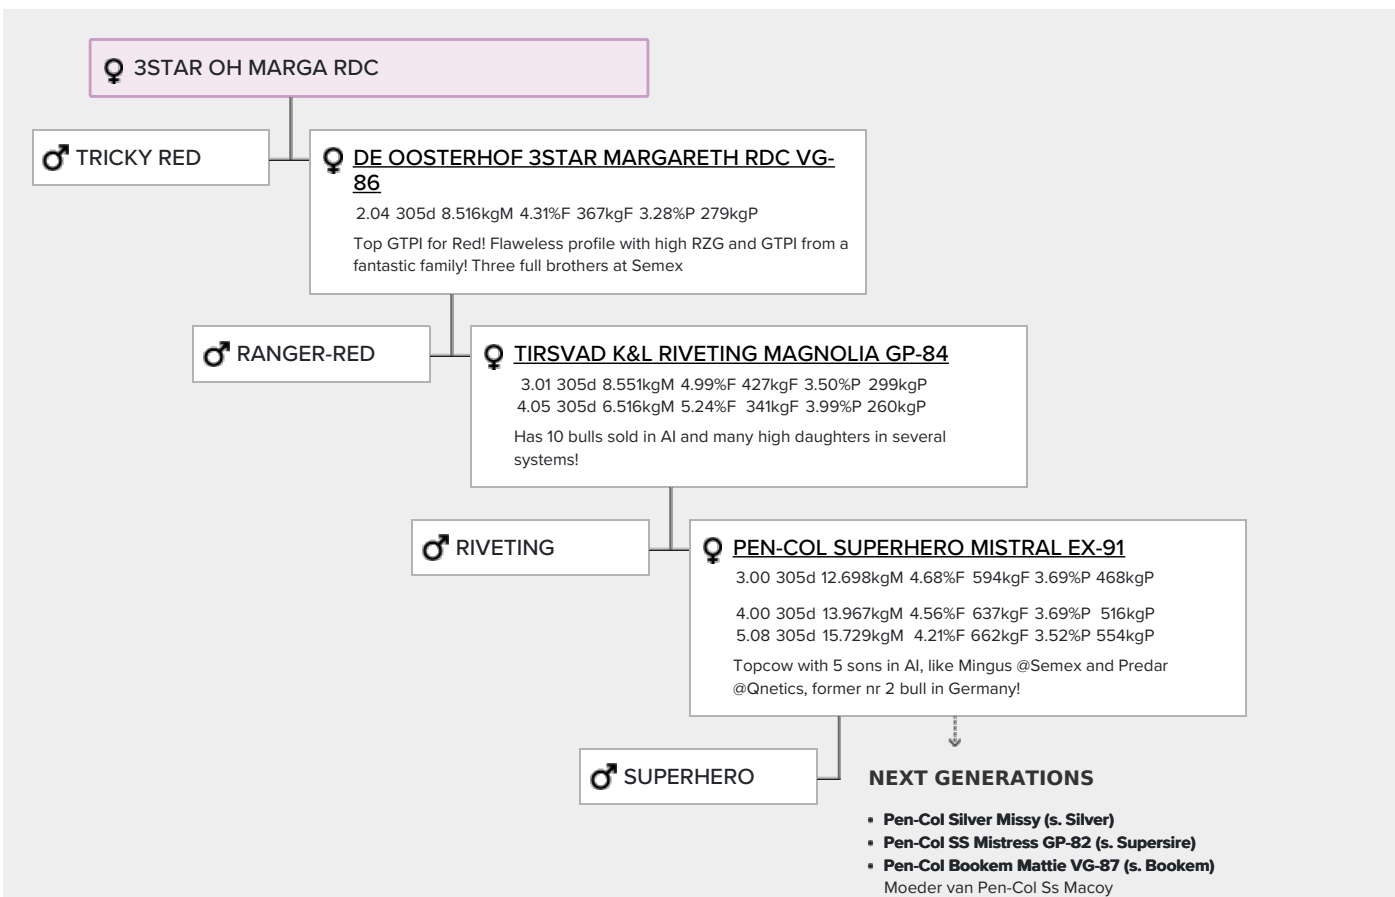 3STAR OH MARGA RDC
TRICKY RED
DE OOSTERHOF 3STAR MARGARETH RDC VG-
86
2.04 305d 8.516kgM 4.31%F 367kgF 3.28%P 279kgP
Top GTPI for Red! Flaweless profile with high RZG and GTPI from a
fantastic family! Three full brothers at Semex
RANGER-RED
TIRSVAD K&L RIVETING MAGNOLIA GP-84
3.01 305d 8.551kgM 4.99%F 427kgF 3.50%P 299kgP
4.05 305d 6.516kgM 5.24%F 341kgF 3.99%P 260kgP
Has 10 bulls sold in AI and many high daughters in several
systems!
RIVETING
PEN-COL SUPERHERO MISTRAL EX-91
3.00 305d 12.698kgM 4.68%F 594kgF 3.69%P 468kgP
4.00 305d 13.967kgM 4.56%F 637kgF 3.69%P 516kgP
5.08 305d 15.729kgM 4.21%F 662kgF 3.52%P 554kgP
Topcow with 5 sons in AI, like Mingus @Semex and Predar
@Qnetics, former nr 2 bull in Germany!
SUPERHERO
NEXT GENERATIONS
• Pen-Col Silver Missy (s. Silver)
• Pen-Col SS Mistress GP-82 (s. Supersire)
• Pen-Col Bookem Mattie VG-87 (s. Bookem)
Moeder van Pen-Col Ss Macoy